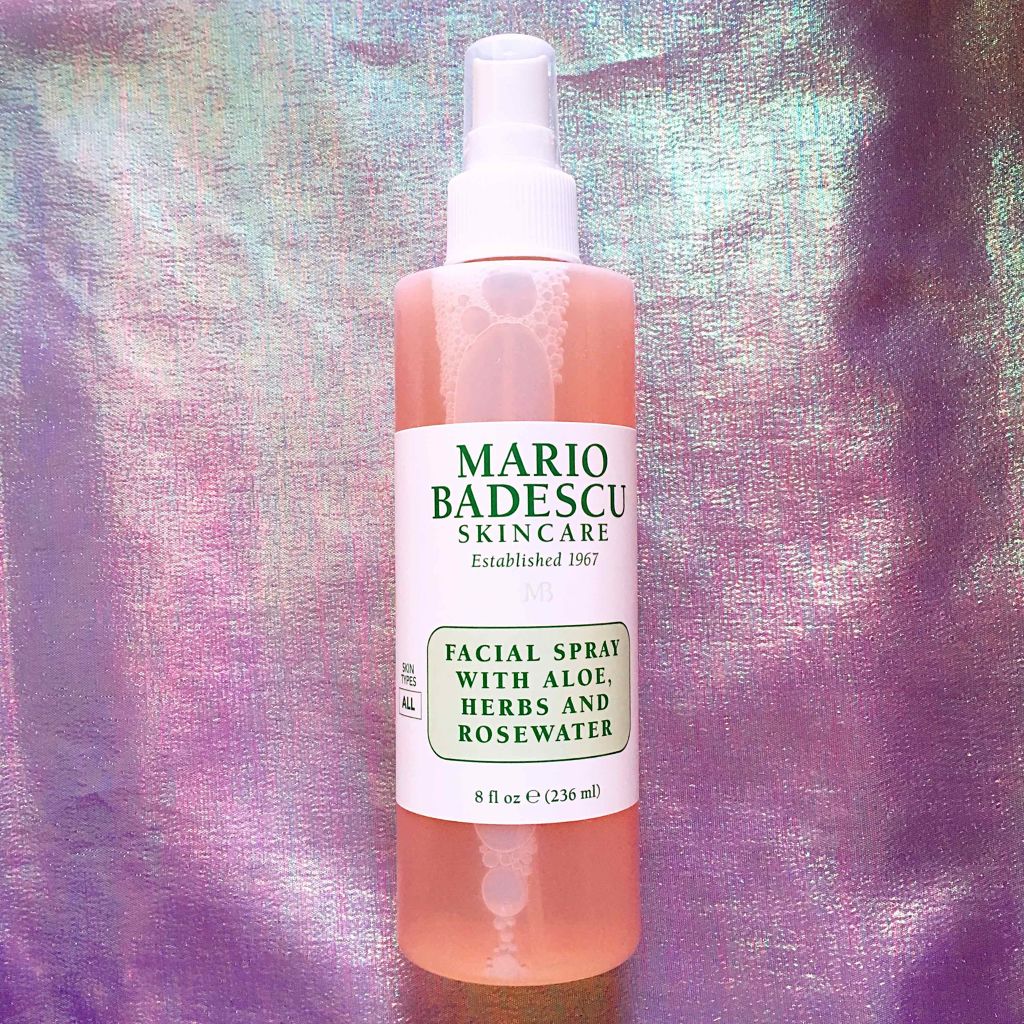 MARIO
BADESCU
SKINCARE
Established 1967
MB
FACIAL SPRAY
WITH ALOE,
HERBS AND
ROSEWATER
SKIN
TYPES
ALL
8 fl oz ℮ (236 ml)